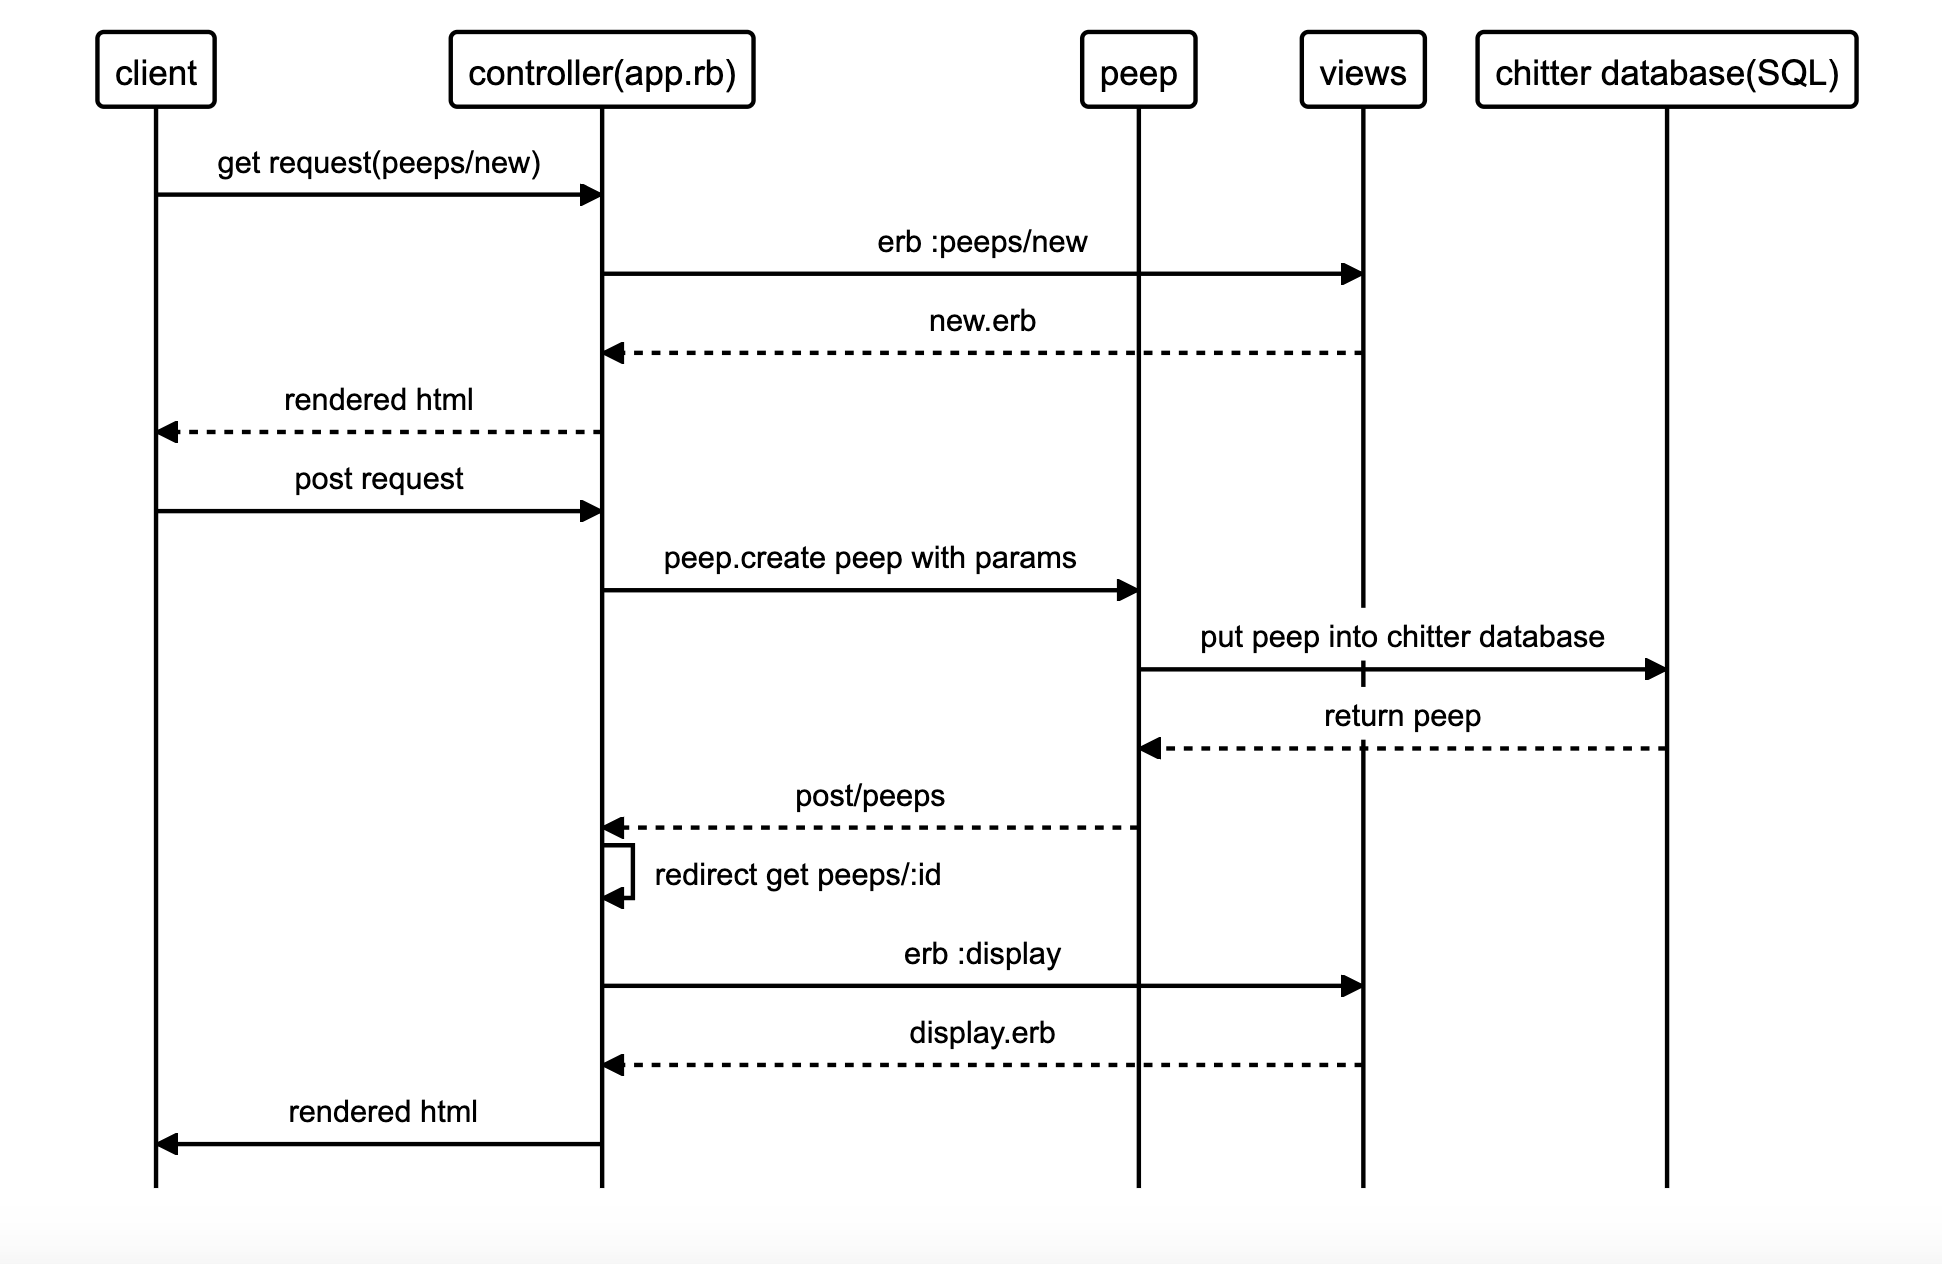 client
controller(app.rb)
peep
views
chitter database(SQL)
get request(peeps/new)
erb :peeps/new
new.erb
rendered html
post request
peep.create peep with params
put peep into chitter database
return peep
post/peeps
redirect get peeps/:id
erb :display
display.erb
rendered html